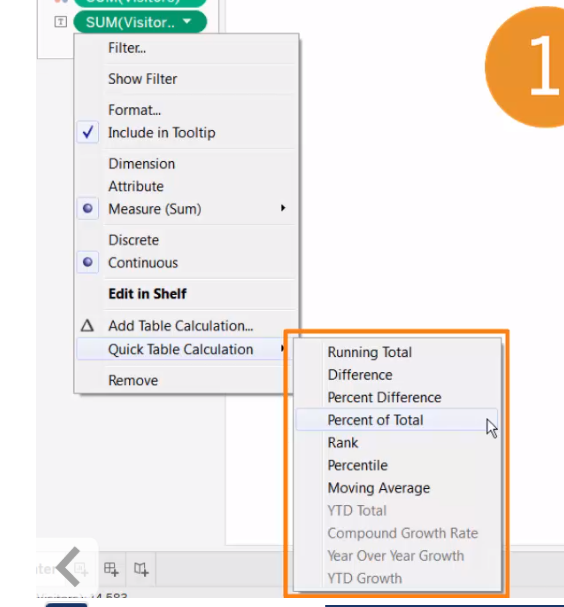 SUM(Visitors)
SUM(Visitor..
1
Filter...
Show Filter
Format...
Include in Tooltip
Dimension
Attribute
Measure (Sum)
Discrete
Continuous
Edit in Shelf
Add Table Calculation...
Quick Table Calculation
Remove
Running Total
Difference
Percent Difference
Percent of Total
Rank
Percentile
Moving Average
YTD Total
Compound Growth Rate
Year Over Year Growth
YTD Growth